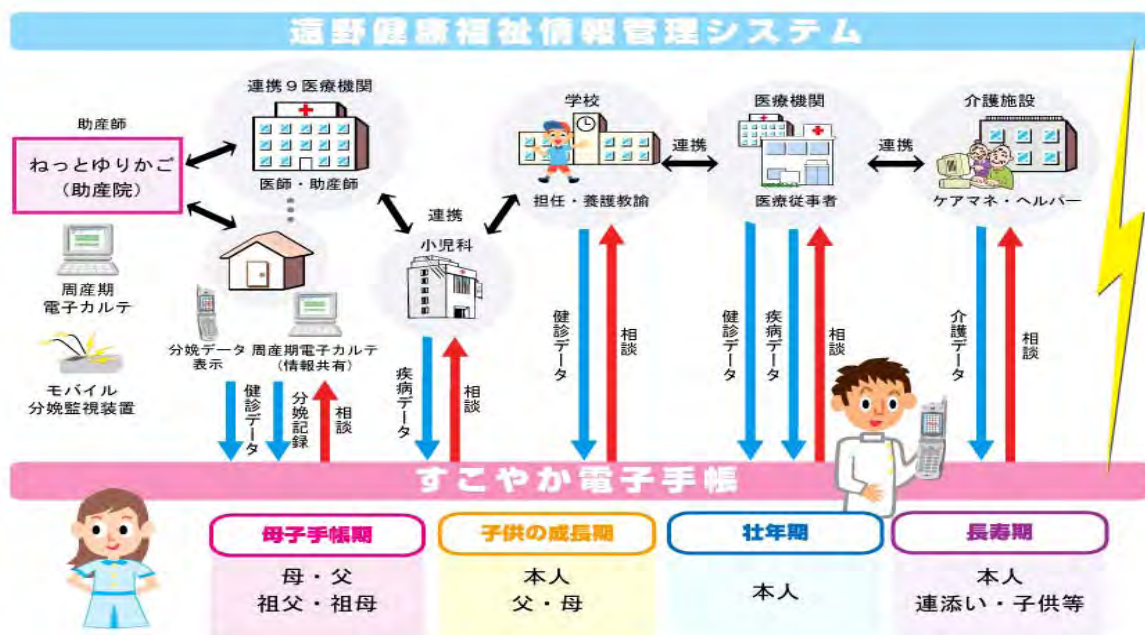 遠野健康福祉情報管理システム
連携9医療機関
医師・助産師
助産師
ねっとゆりかご
(助産院)
周産期
電子カルテ
モバイル
分娩監視装置
分娩データ
表示
周産期電子カルテ
(情報共有)
連携
小児科
学校
担任・養護教諭
連携
医療機関
医療従事者
連携
介護施設
ケアマネ・ヘルパー
健診データ
分娩記録
相談
疾病データ
相談
健診データ
相談
健診データ
疾病データ
相談
介護データ
相談
すこやか電子手帳
母子手帳期
母・父
祖父・祖母
子供の成長期
本人
父・母
壮年期
本人
長寿期
本人
連添い・子供等